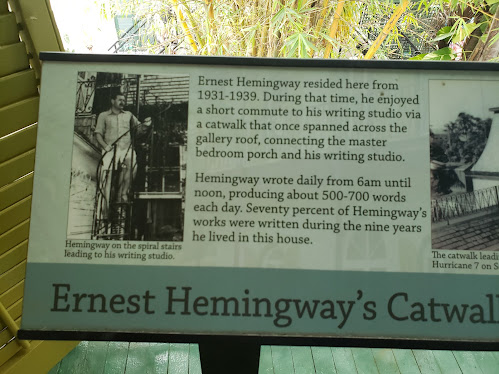 Ernest Hemingway resided here from
1931-1939. During that time, he enjoyed
a short commute to his writing studio via
a catwalk that once spanned across the
gallery roof, connecting the master
bedroom porch and his writing studio.
Hemingway wrote daily from 6am until
noon, producing about 500-700 words
each day. Seventy percent of Hemingway's
works were written during the nine years
he lived in this house.
Hemingway on the spiral stairs
leading to his writing studio.
The catwalk leadi
Hurricane 7 on S
Ernest Hemingway's Catwal